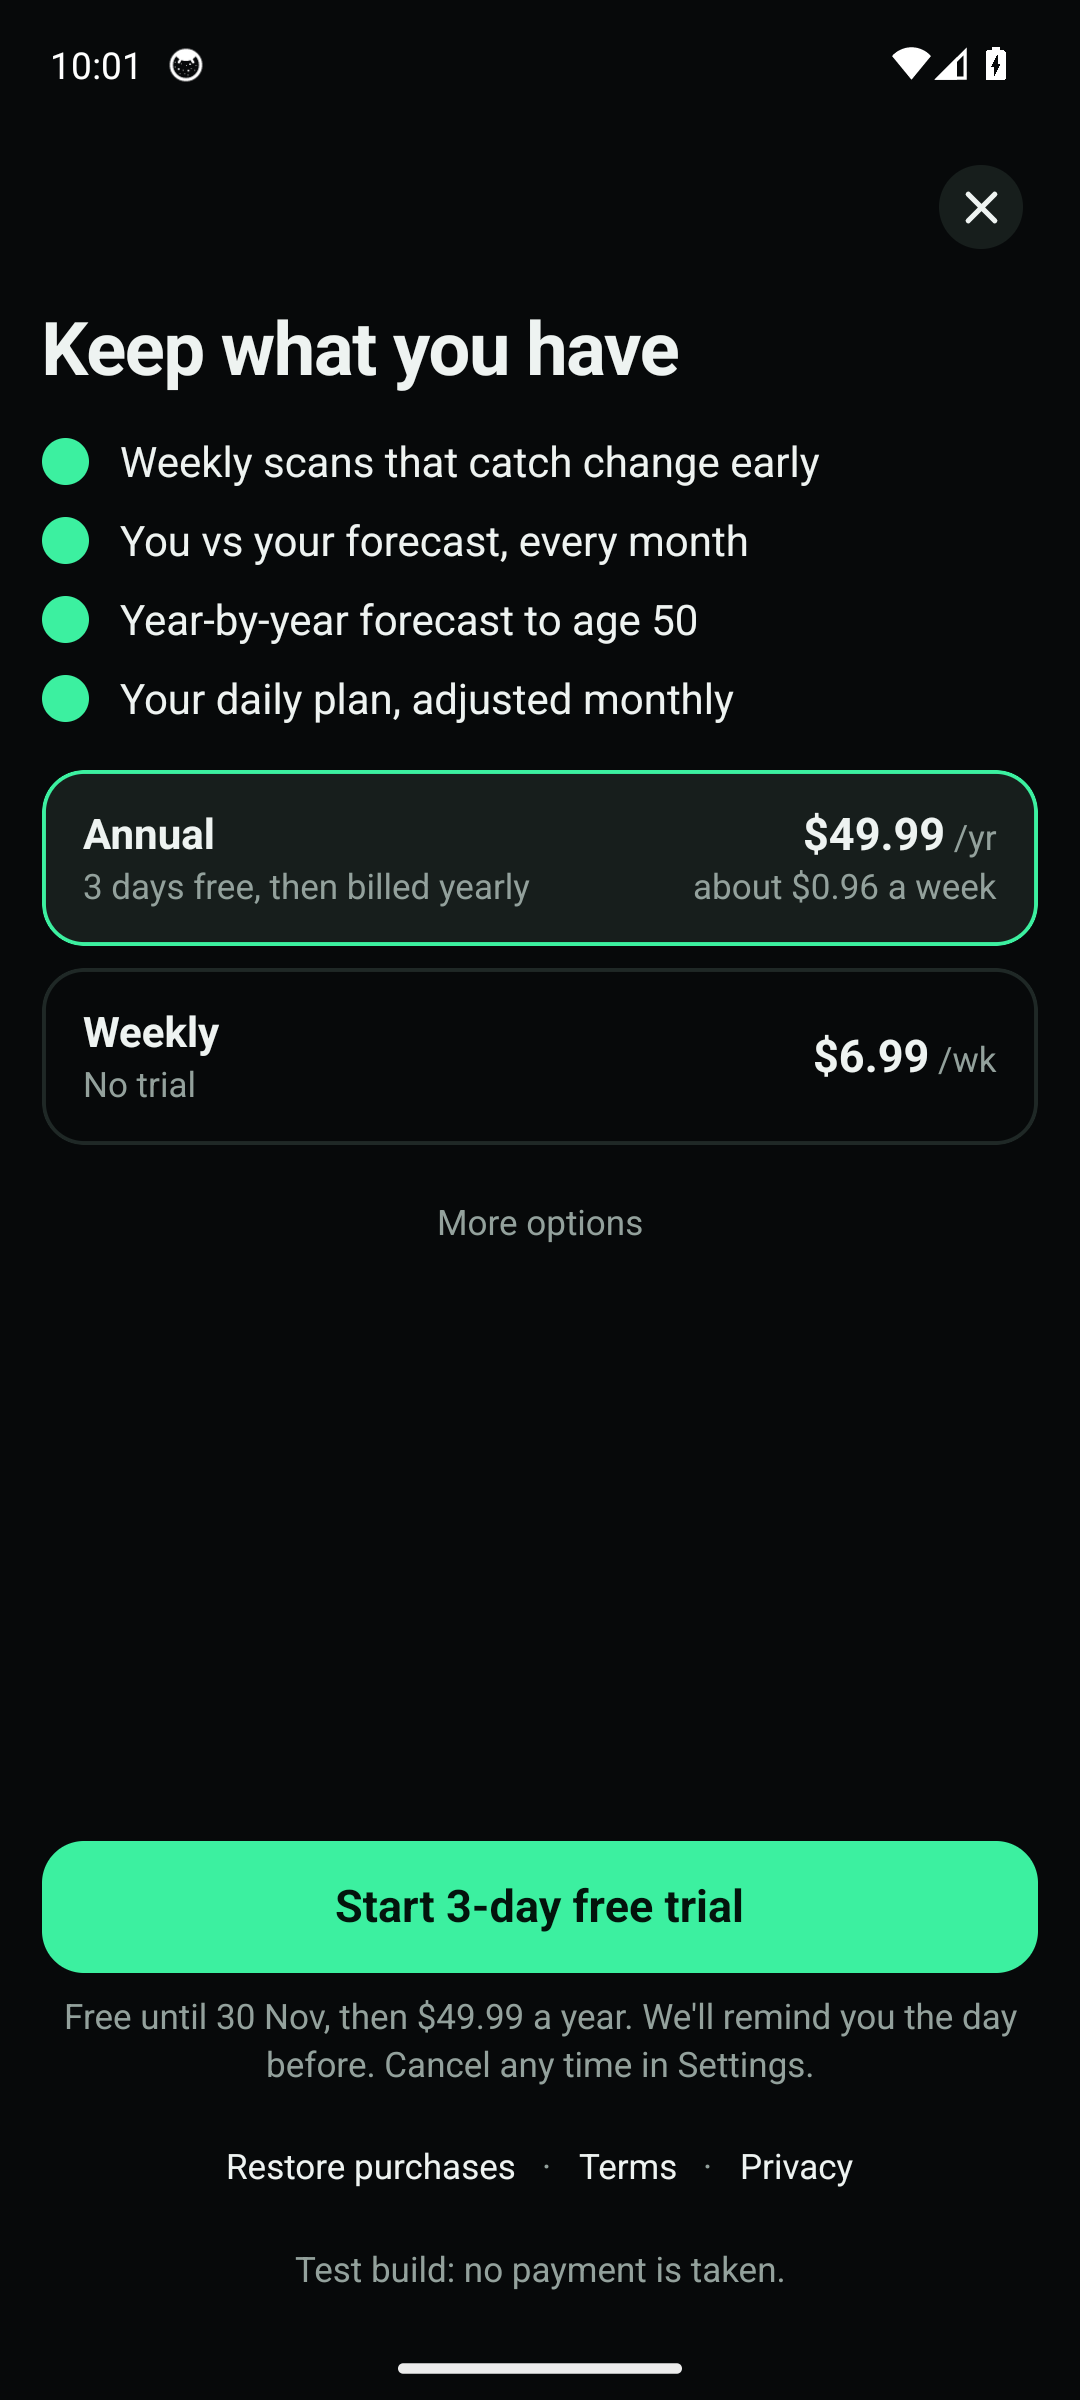 10:01
Keep what you have
Weekly scans that catch change early
You vs your forecast, every month
Year-by-year forecast to age 50
Your daily plan, adjusted monthly
Annual
$49.99 /yr
3 days free, then billed yearly
about $0.96 a week
Weekly
No trial
$6.99 /wk
More options
Start 3-day free trial
Free until 30 Nov, then $49.99 a year. We'll remind you the day
before. Cancel any time in Settings.
Restore purchases · Terms · Privacy
Test build: no payment is taken.